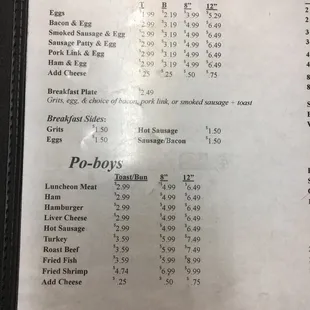 T B 8" 12"
Eggs $1.99 $2.19 $3.99 $5.29
Bacon & Egg $2.99 $3.19 $4.99 $6.49
Smoked Sausage & Egg $2.99 $3.19 $4.99 $6.49
Sausage Patty & Egg $2.99 $3.19 $4.99 $6.49
Pork Link & Egg $2.99 $3.19 $4.99 $6.49
Ham & Egg $2.99 $3.19 $4.99 $6.49
Add Cheese $.25 $.25 $.50 $.75
Breakfast Plate $2.49
Grits, egg, & choice of bacon, pork link, or smoked sausage + toast
Breakfast Sides:
Grits $1.50 Hot Sausage $1.50
Eggs $1.50 Sausage/Bacon $1.50
Po-boys
Toast/Bun 8" 12"
Luncheon Meat $2.99 $4.99 $6.49
Ham $2.99 $4.99 $6.49
Hamburger $2.99 $4.99 $6.49
Liver Cheese $2.99 $4.99 $6.49
Hot Sausage $2.99 $4.99 $6.49
Turkey $3.59 $5.99 $7.49
Roast Beef $3.59 $5.99 $7.49
Fried Fish $3.59 $5.99 $8.99
Fried Shrimp $4.74 $6.99 $9.99
Add Cheese $.25 $.50 $.75